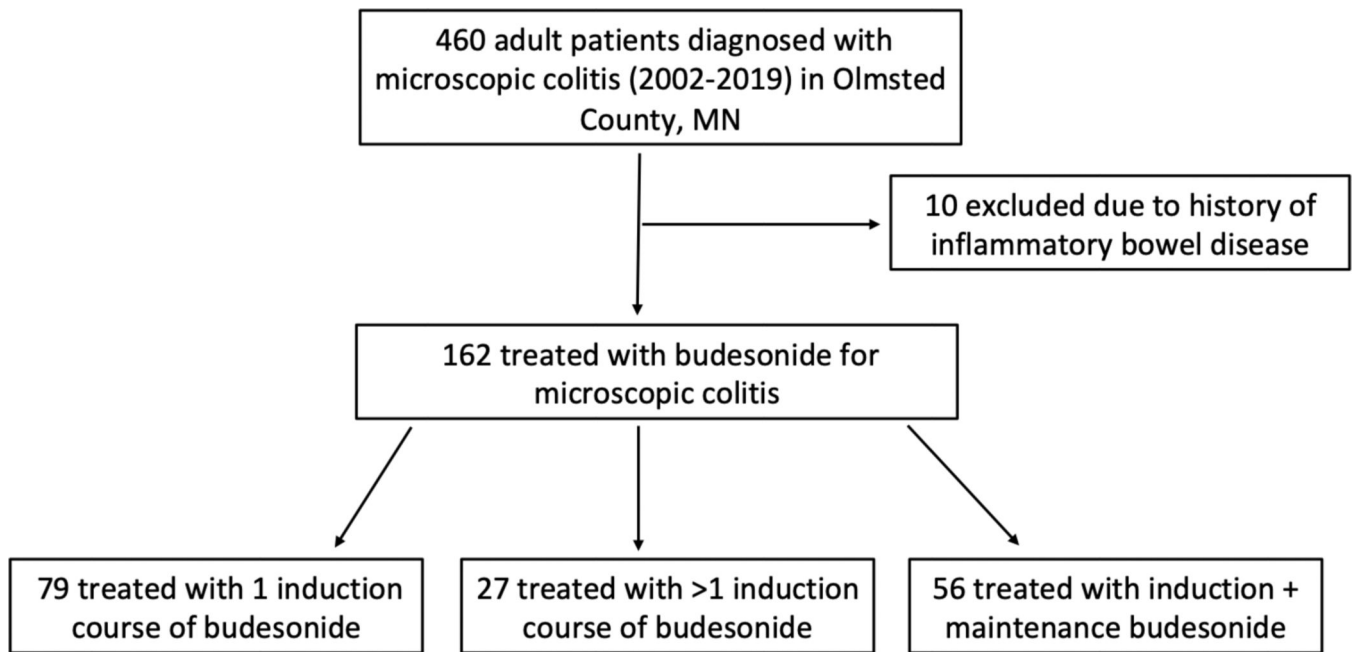 460 adult patients diagnosed with
microscopic colitis (2002-2019) in Olmsted
County, MN
10 excluded due to history of
inflammatory bowel disease
162 treated with budesonide for
microscopic colitis
79 treated with 1 induction
course of budesonide
27 treated with >1 induction
course of budesonide
56 treated with induction +
maintenance budesonide